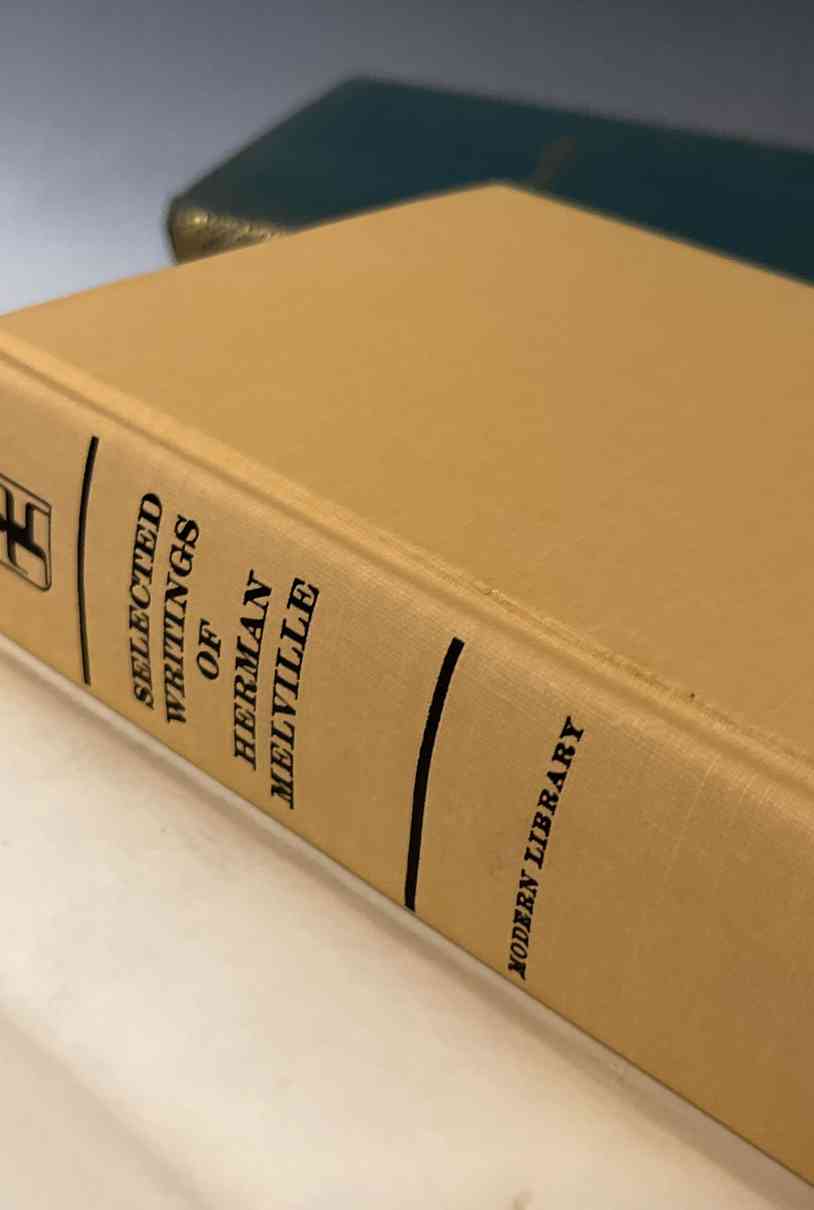 SELECTED
WRITINGS
OF
HERMAN
MELVILLE
MODERN LIBRARY